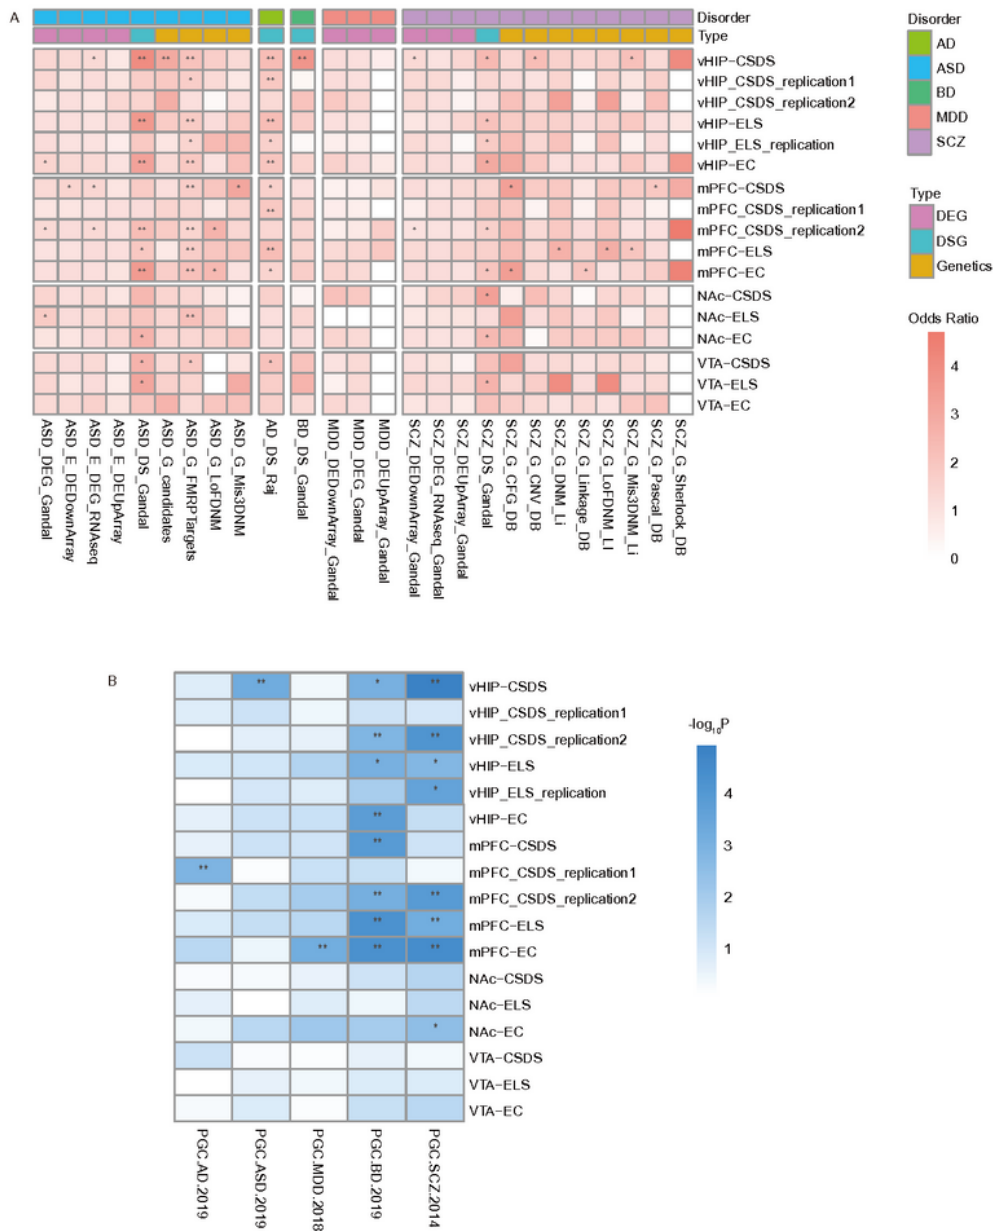 A
Disorder
Type
vHIP-CSDS
vHIP_CSDS_replication1
vHIP_CSDS_replication2
vHIP-ELS
vHIP_ELS_replication
vHIP-EC
mPFC-CSDS
mPFC_CSDS_replication1
mPFC_CSDS_replication2
mPFC-ELS
mPFC-EC
NAc-CSDS
NAc-ELS
NAc-EC
VTA-CSDS
VTA-ELS
VTA-EC
ASD_DEG_Gandal
ASD_E_DEDownArray
ASD_E_DEG_RNAseq
ASD_E_DEUpArray
ASD_DS_Gandal
ASD_G_candidates
ASD_G_FMRPTargets
ASD_G_LoFDNM
ASD_G_Mis3DNM
AD_DS_Raj
BD_DS_Gandal
MDD_DEDownArray_Gandal
MDD_DEG_Gandal
MDD_DEUpArray_Gandal
SCZ_DEDownArray_Gandal
SCZ_DEG_RNAseq_Gandal
SCZ_DEUpArray_Gandal
SCZ_DS_Gandal
SCZ_G_CFG_DB
SCZ_G_CNV_DB
SCZ_G_DNM_Li
SCZ_G_Linkage_DB
SCZ_G_LoFDNM_LI
SCZ_G_Mis3DNM_Li
SCZ_G_Pascal_DB
SCZ_G_Sherlock_DB
Disorder
AD
ASD
BD
MDD
SCZ
Type
DEG
DSG
Genetics
Odds Ratio
4
3
2
1
0
B
vHIP-CSDS
vHIP_CSDS_replication1
vHIP_CSDS_replication2
vHIP-ELS
vHIP_ELS_replication
vHIP-EC
mPFC-CSDS
mPFC_CSDS_replication1
mPFC_CSDS_replication2
mPFC-ELS
mPFC-EC
NAc-CSDS
NAc-ELS
NAc-EC
VTA-CSDS
VTA-ELS
VTA-EC
PGC.AD.2019
PGC.ASD.2019
PGC.MDD.2018
PGC.BD.2019
PGC.SCZ.2014
-log₁₀P
4
3
2
1